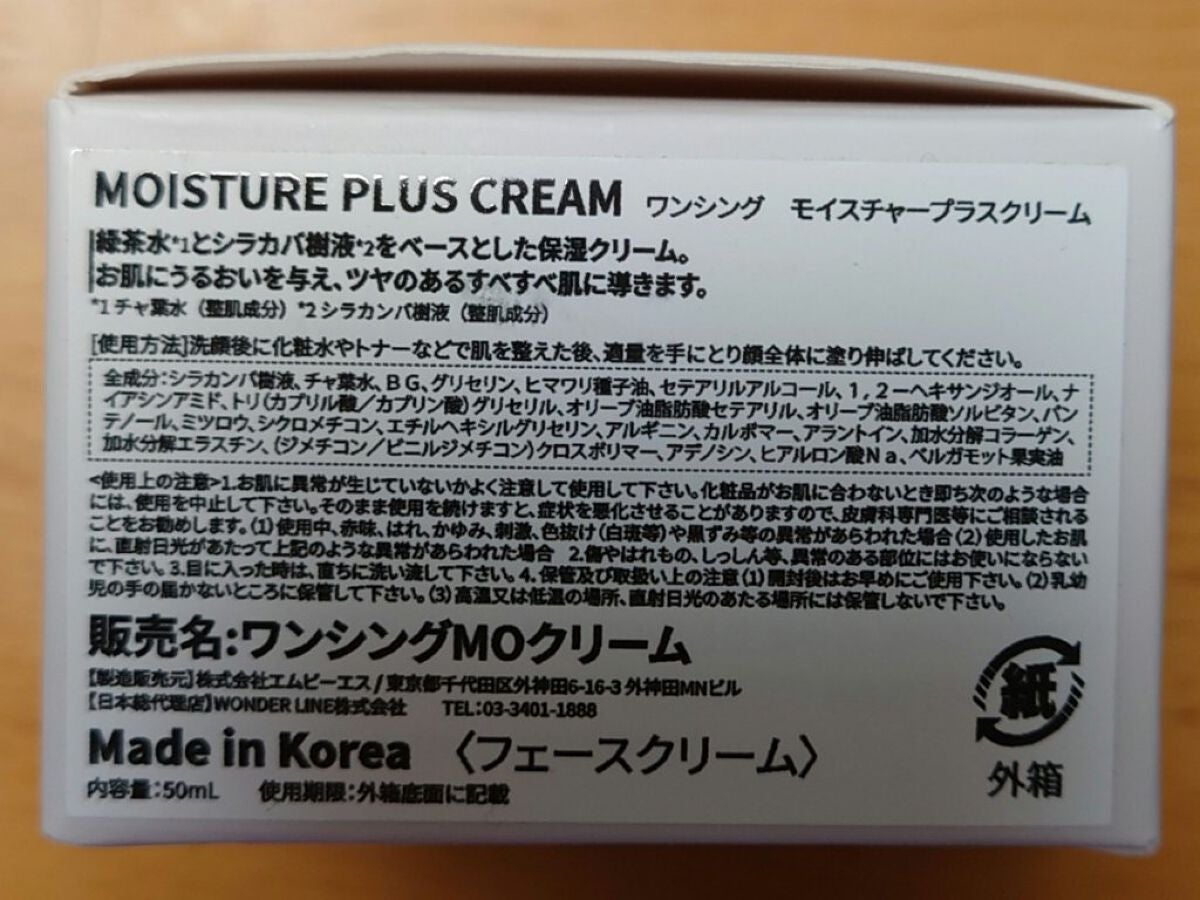 MOISTURE PLUS CREAM ワンシング モイスチャープラスクリーム
緑茶水*1とシラカバ樹液*2をベースとした保湿クリーム。
お肌にうるおいを与え、ツヤのあるすべすべ肌に導きます。
*1チャ葉水（整肌成分）*2シラカンバ樹液（整肌成分）
[使用方法]洗顔後に化粧水やトナーなどで肌を整えた後、適量を手にとり顔全体に塗り伸ばしてください。
全成分：シラカンバ樹液、チャ葉水、ＢＧ、グリセリン、ヒマワリ種子油、セテアリルアルコール、１，２－ヘキサンジオール、ナ
イアシンアミド、トリ（カプリル酸／カプリン酸）グリセリル、オリーブ油脂肪酸セテアリル、オリーブ油脂肪酸ソルビタン、パン
テノール、ミツロウ、シクロメチコン、エチルヘキシルグリセリン、アルギニン、カルボマー、アラントイン、加水分解コラーゲン、
加水分解エラスチン、（ジメチコン／ビニルジメチコン）クロスポリマー、アデノシン、ヒアルロン酸Ｎａ、ベルガモット果実油
<使用上の注意>1.お肌に異常が生じていないかよく注意して使用して下さい。化粧品がお肌に合わないとき即ち次のような場合
には、使用を中止して下さい。そのまま使用を続けますと、症状を悪化させることがありますので、皮膚科専門医等にご相談される
ことをお勧めします。（1）使用中、赤味、はれ、かゆみ、刺激、色抜け（白斑等）や黒ずみ等の異常があらわれた場合（2）使用したお肌
に、直射日光があたって上記のような異常があらわれた場合 2.傷やはれもの、しっしん等、異常のある部位にはお使いにならない
で下さい。3.目に入った時は、直ちに洗い流して下さい。4.保管及び取扱い上の注意（1）開封後はお早めにご使用下さい。（2）乳幼
児の手の届かないところに保管して下さい。（3）高温又は低温の場所、直射日光のあたる場所には保管しないで下さい。
販売名：ワンシングMOクリーム
【製造販売元】株式会社エムビーエス / 東京都千代田区外神田6-16-3 外神田MNビル
【日本総代理店】WONDER LINE株式会社 TEL：03-3401-1888
Made in Korea 〈フェースクリーム〉
内容量：50mL 使用期限：外箱底面に記載
紙
外箱